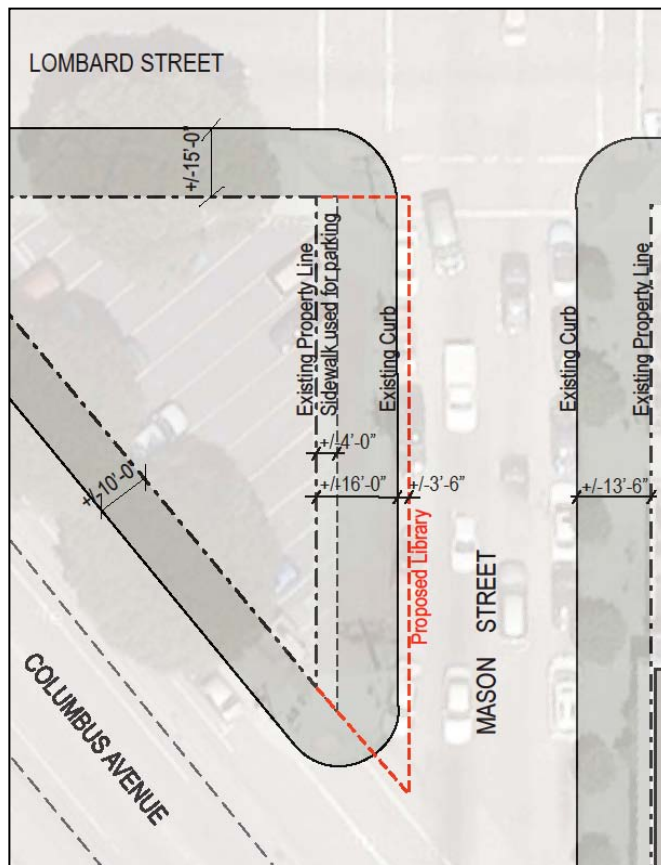 LOMBARD STREET
+/-15'-0"
Existing Property Line
Sidewalk used for parking
Existing Curb
Existing Curb
Existing Property Line
+/-4'-0"
+/-10'-0"
+/-16'-0"
+/-3'-6"
+/-13'-6"
Proposed Library
MASON STREET
COLUMBUS AVENUE